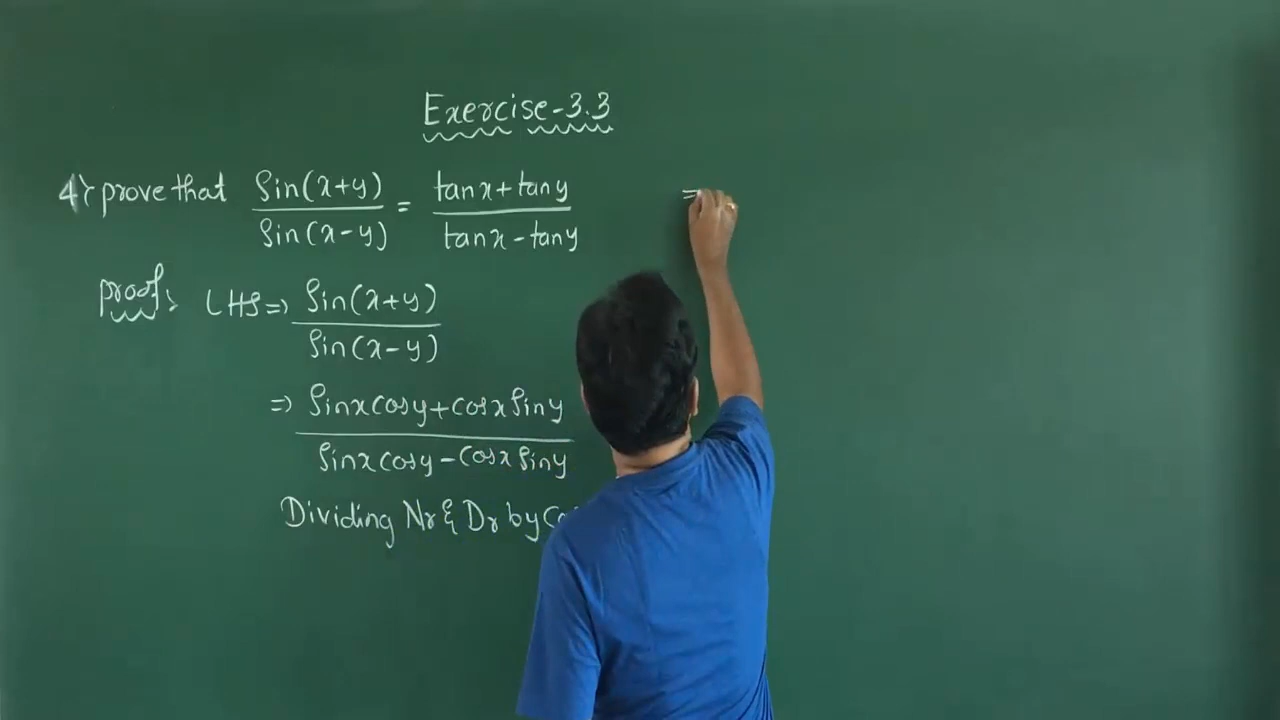 Exercise-3.3
4) prove that Sin(x+y)/Sin(x-y) = tanx+tany/tanx-tany
=
proof: LHS => Sin(x+y)/Sin(x-y)
=> Sinxcosy+cosxSiny/Sinxcosy-cosxSiny
Dividing Nr & Dr by